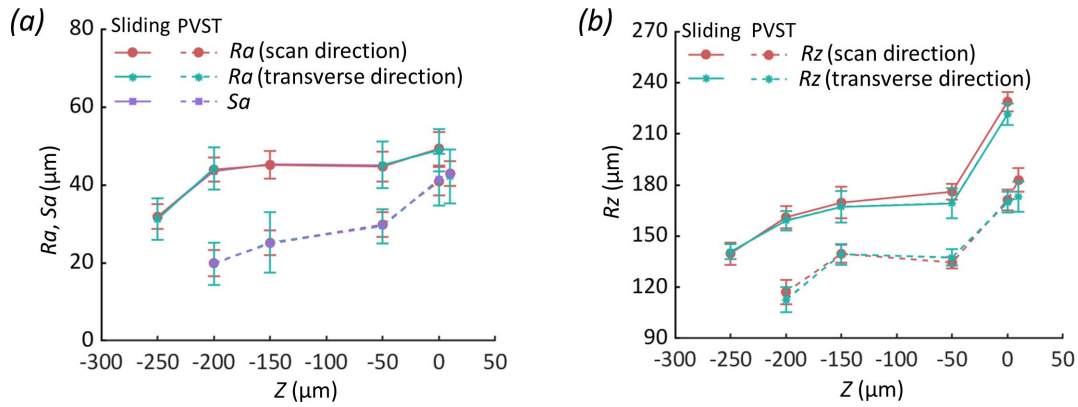 (a)
Sliding PVST
Ra (scan direction)
Ra (transverse direction)
Sa
80
60
40
20
0
Ra, Sa (μm)
-300 -250 -200 -150 -100 -50 0 50
Z (μm)
(b)
Sliding PVST
Rz (scan direction)
Rz (transverse direction)
270
240
210
180
150
120
90
Rz (μm)
-300 -250 -200 -150 -100 -50 0 50
Z (μm)